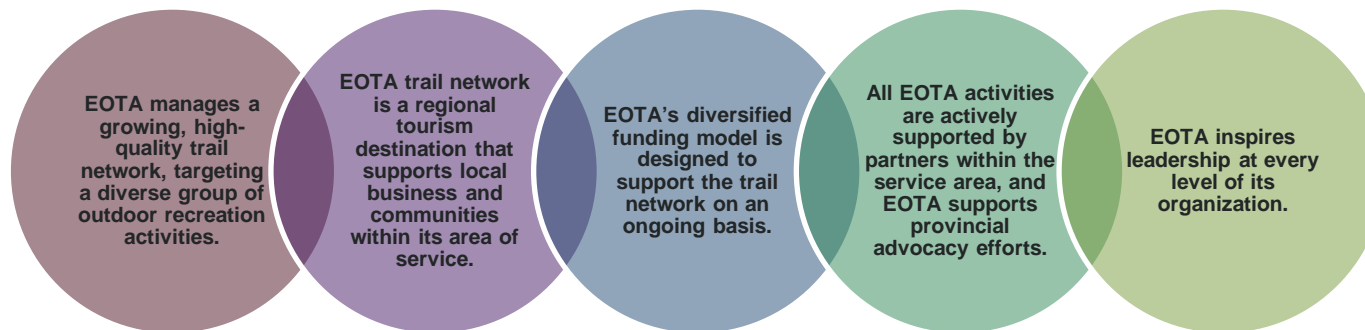 EOTA manages a
growing, high-
quality trail
network, targeting
a diverse group of
outdoor recreation
activities.
EOTA trail network
is a regional
tourism
destination that
supports local
business and
communities
within its area of
service.
EOTA’s diversified
funding model is
designed to
support the trail
network on an
ongoing basis.
All EOTA activities
are actively
supported by
partners within the
service area, and
EOTA supports
provincial
advocacy efforts.
EOTA inspires
leadership at every
level of its
organization.